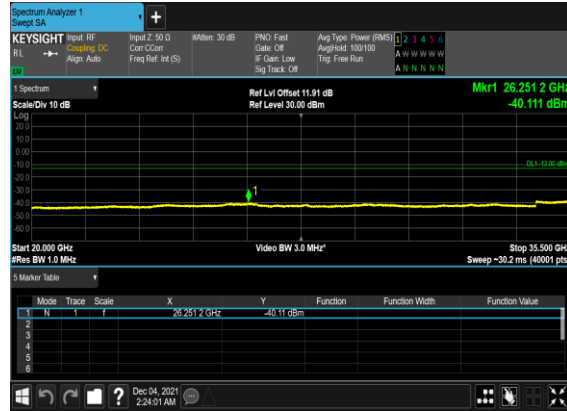 Spectrum Analyzer 1
Swept SA
+
KEYSIGHT Input: RF Input Z: 50 Ω #Atten: 30 dB PNO: Fast Avg Type: Power (RMS) 1 2 3 4 5 6
RL Coupling: DC Corr CCorr Gate: Off Avg|Hold: 100/100 A W W W W W
Align: Auto Freq Ref: Int (S) IF Gain: Low Trig: Free Run
Sig Track: Off A N N N N N
1 Spectrum Ref Lvl Offset 11.91 dB Mkr1 26.251 2 GHz
Scale/Div 10 dB Ref Level 30.00 dBm -40.111 dBm
Log
20.0
10.0
0.00
-10.0 DL1 -13.00 dBm
-20.0
-30.0 1
-40.0
-50.0
-60.0
Start 20.000 GHz Video BW 3.0 MHz* Stop 35.500 GHz
#Res BW 1.0 MHz Sweep ~30.2 ms (40001 pts)
5 Marker Table
Mode Trace Scale X Y Function Function Width Function Value
1 N 1 f 26.251 2 GHz -40.11 dBm
2
3
4
5
6
? Dec 04, 2021
2:24:01 AM